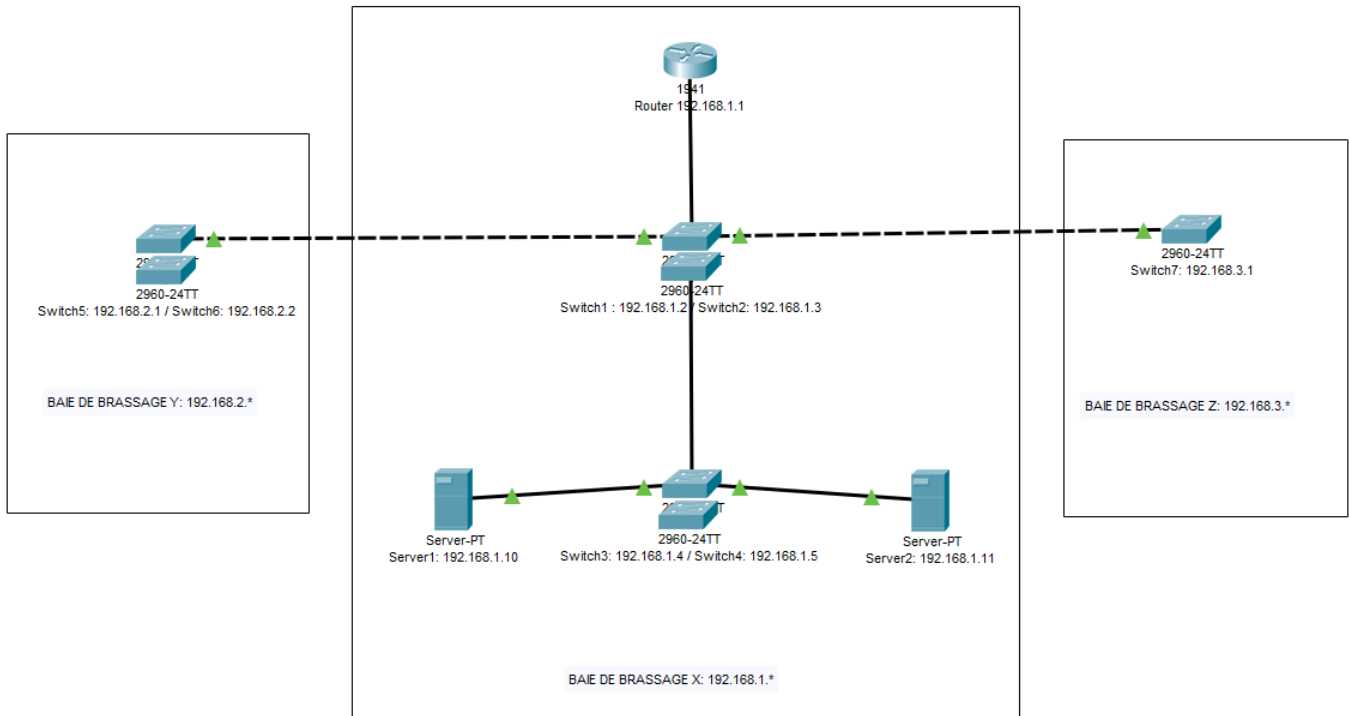 1941
Router 192.168.1.1
2960-24TT
Switch5: 192.168.2.1 / Switch6: 192.168.2.2
2960-24TT
Switch1 : 192.168.1.2 / Switch2: 192.168.1.3
2960-24TT
Switch7: 192.168.3.1
BAIE DE BRASSAGE Y: 192.168.2.*
BAIE DE BRASSAGE Z: 192.168.3.*
Server-PT
Server1: 192.168.1.10
2960-24TT
Switch3: 192.168.1.4 / Switch4: 192.168.1.5
Server-PT
Server2: 192.168.1.11
BAIE DE BRASSAGE X: 192.168.1.*